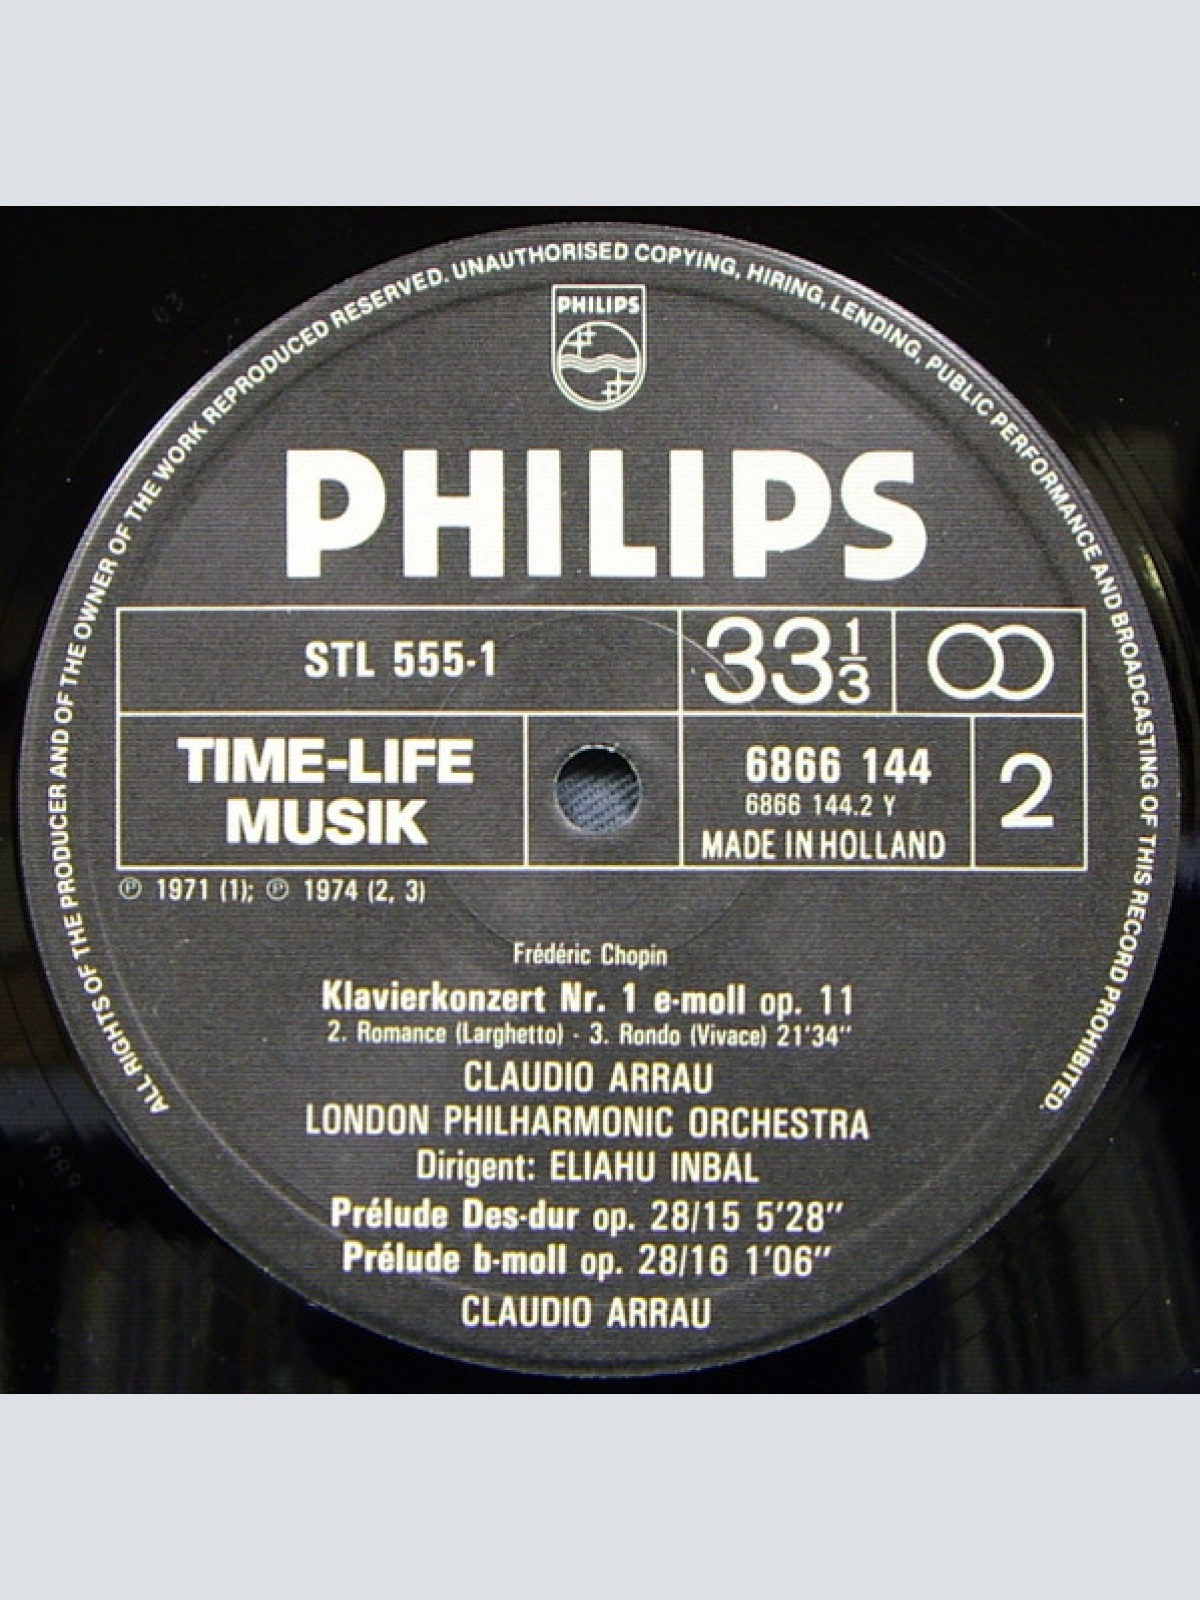 ALL RIGHTS OF THE PRODUCER AND OF THE OWNER OF THE WORK REPRODUCED RESERVED. UNAUTHORISED COPYING, HIRING, LENDING, PUBLIC PERFORMANCE AND BROADCASTING OF THIS RECORD PROHIBITED.
PHILIPS
PHILIPS
STL 555-1
33 1/3
TIME-LIFE
MUSIK
6866 144
6866 144.2 Y
MADE IN HOLLAND
2
℗ 1971 (1); ℗ 1974 (2, 3)
Frédéric Chopin
Klavierkonzert Nr. 1 e-moll op. 11
2. Romance (Larghetto) · 3. Rondo (Vivace) 21'34''
CLAUDIO ARRAU
LONDON PHILHARMONIC ORCHESTRA
Dirigent: ELIAHU INBAL
Prélude Des-dur op. 28/15 5'28''
Prélude b-moll op. 28/16 1'06''
CLAUDIO ARRAU